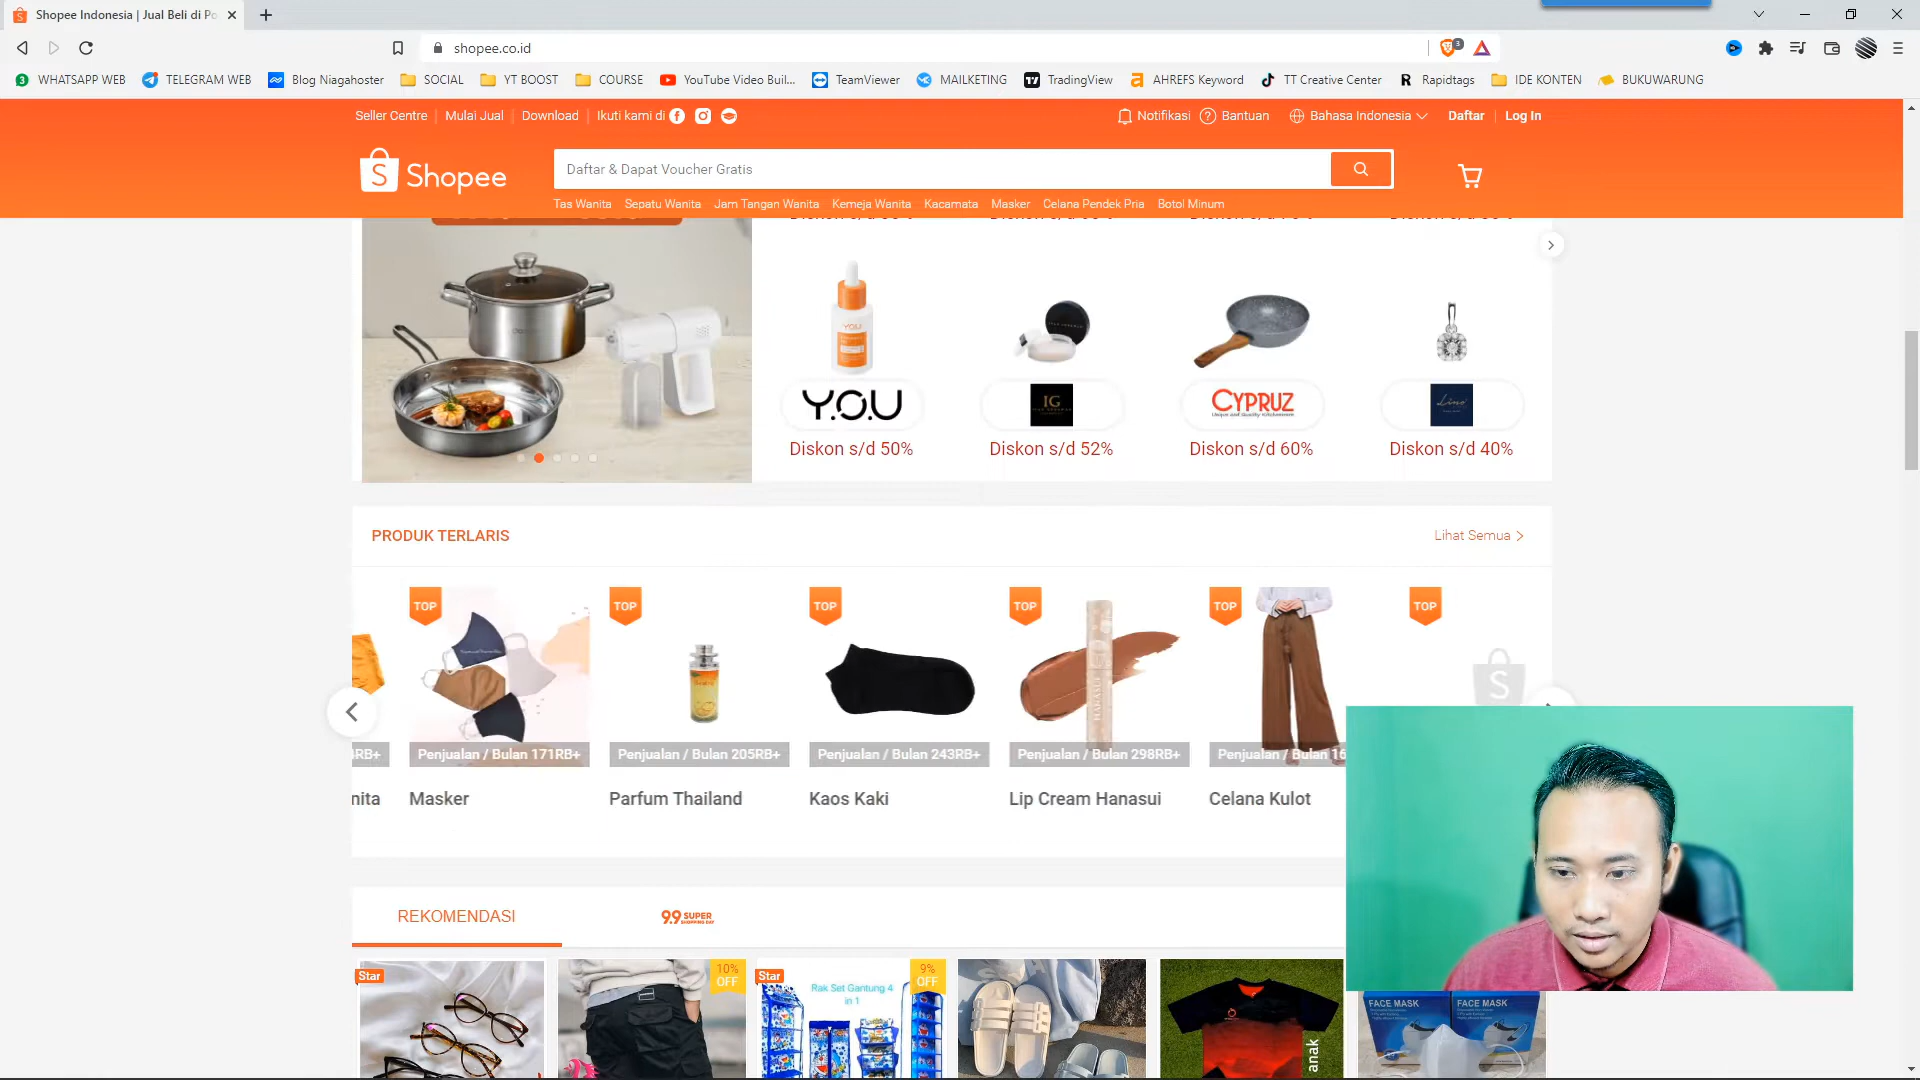 Shopee Indonesia | Jual Beli di Po
shopee.co.id
3
WHATSAPP WEB
TELEGRAM WEB
Blog Niagahoster
SOCIAL
YT BOOST
COURSE
YouTube Video Buil...
TeamViewer
MAILKETING
TradingView
AHREFS Keyword
TT Creative Center
Rapidtags
IDE KONTEN
BUKUWARUNG
Seller Centre
Mulai Jual
Download
Ikuti kami di
Notifikasi
Bantuan
Bahasa Indonesia
Daftar
Log In
Shopee
Daftar & Dapat Voucher Gratis
Tas Wanita
Sepatu Wanita
Jam Tangan Wanita
Kemeja Wanita
Kacamata
Masker
Celana Pendek Pria
Botol Minum
Y.O.U
IG
CYPRUZ
Diskon s/d 50%
Diskon s/d 52%
Diskon s/d 60%
Diskon s/d 40%
PRODUK TERLARIS
Lihat Semua >
TOP
TOP
TOP
TOP
TOP
TOP
RB+
Penjualan / Bulan 171RB+
Penjualan / Bulan 205RB+
Penjualan / Bulan 243RB+
Penjualan / Bulan 298RB+
Penjualan / Bulan 16
nita
Masker
Parfum Thailand
Kaos Kaki
Lip Cream Hanasui
Celana Kulot
REKOMENDASI
9.9 SUPER
SHOPPING DAY
Star
10%
OFF
Star
9%
OFF
Rak Set Gantung 4
in 1
anak
FACE MASK
FACE MASK